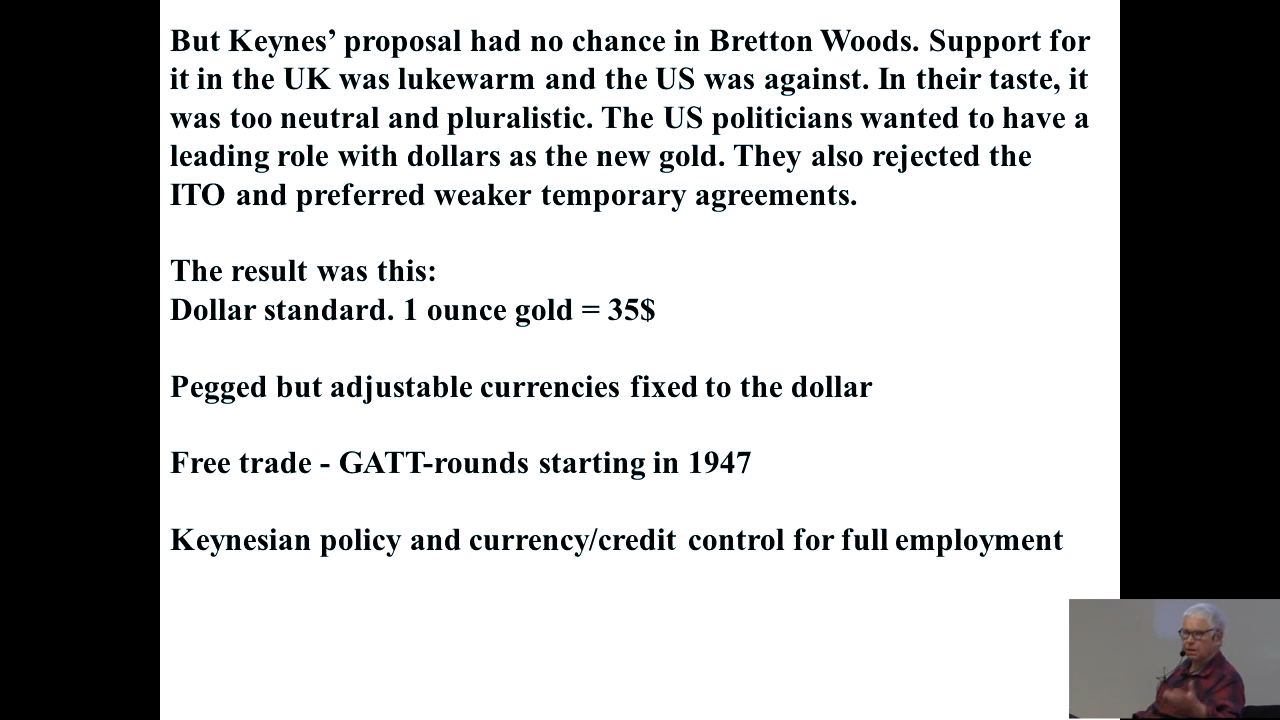 But Keynes’ proposal had no chance in Bretton Woods. Support for
it in the UK was lukewarm and the US was against. In their taste, it
was too neutral and pluralistic. The US politicians wanted to have a
leading role with dollars as the new gold. They also rejected the
ITO and preferred weaker temporary agreements.
The result was this:
Dollar standard. 1 ounce gold = 35$
Pegged but adjustable currencies fixed to the dollar
Free trade - GATT-rounds starting in 1947
Keynesian policy and currency/credit control for full employment